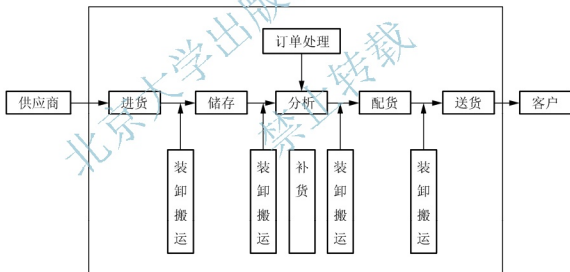 订单处理
供应商
进货
储存
分析
配货
送货
客户
装卸搬运
装卸搬运
补货
装卸搬运
装卸搬运
北京大学出版
禁止转载